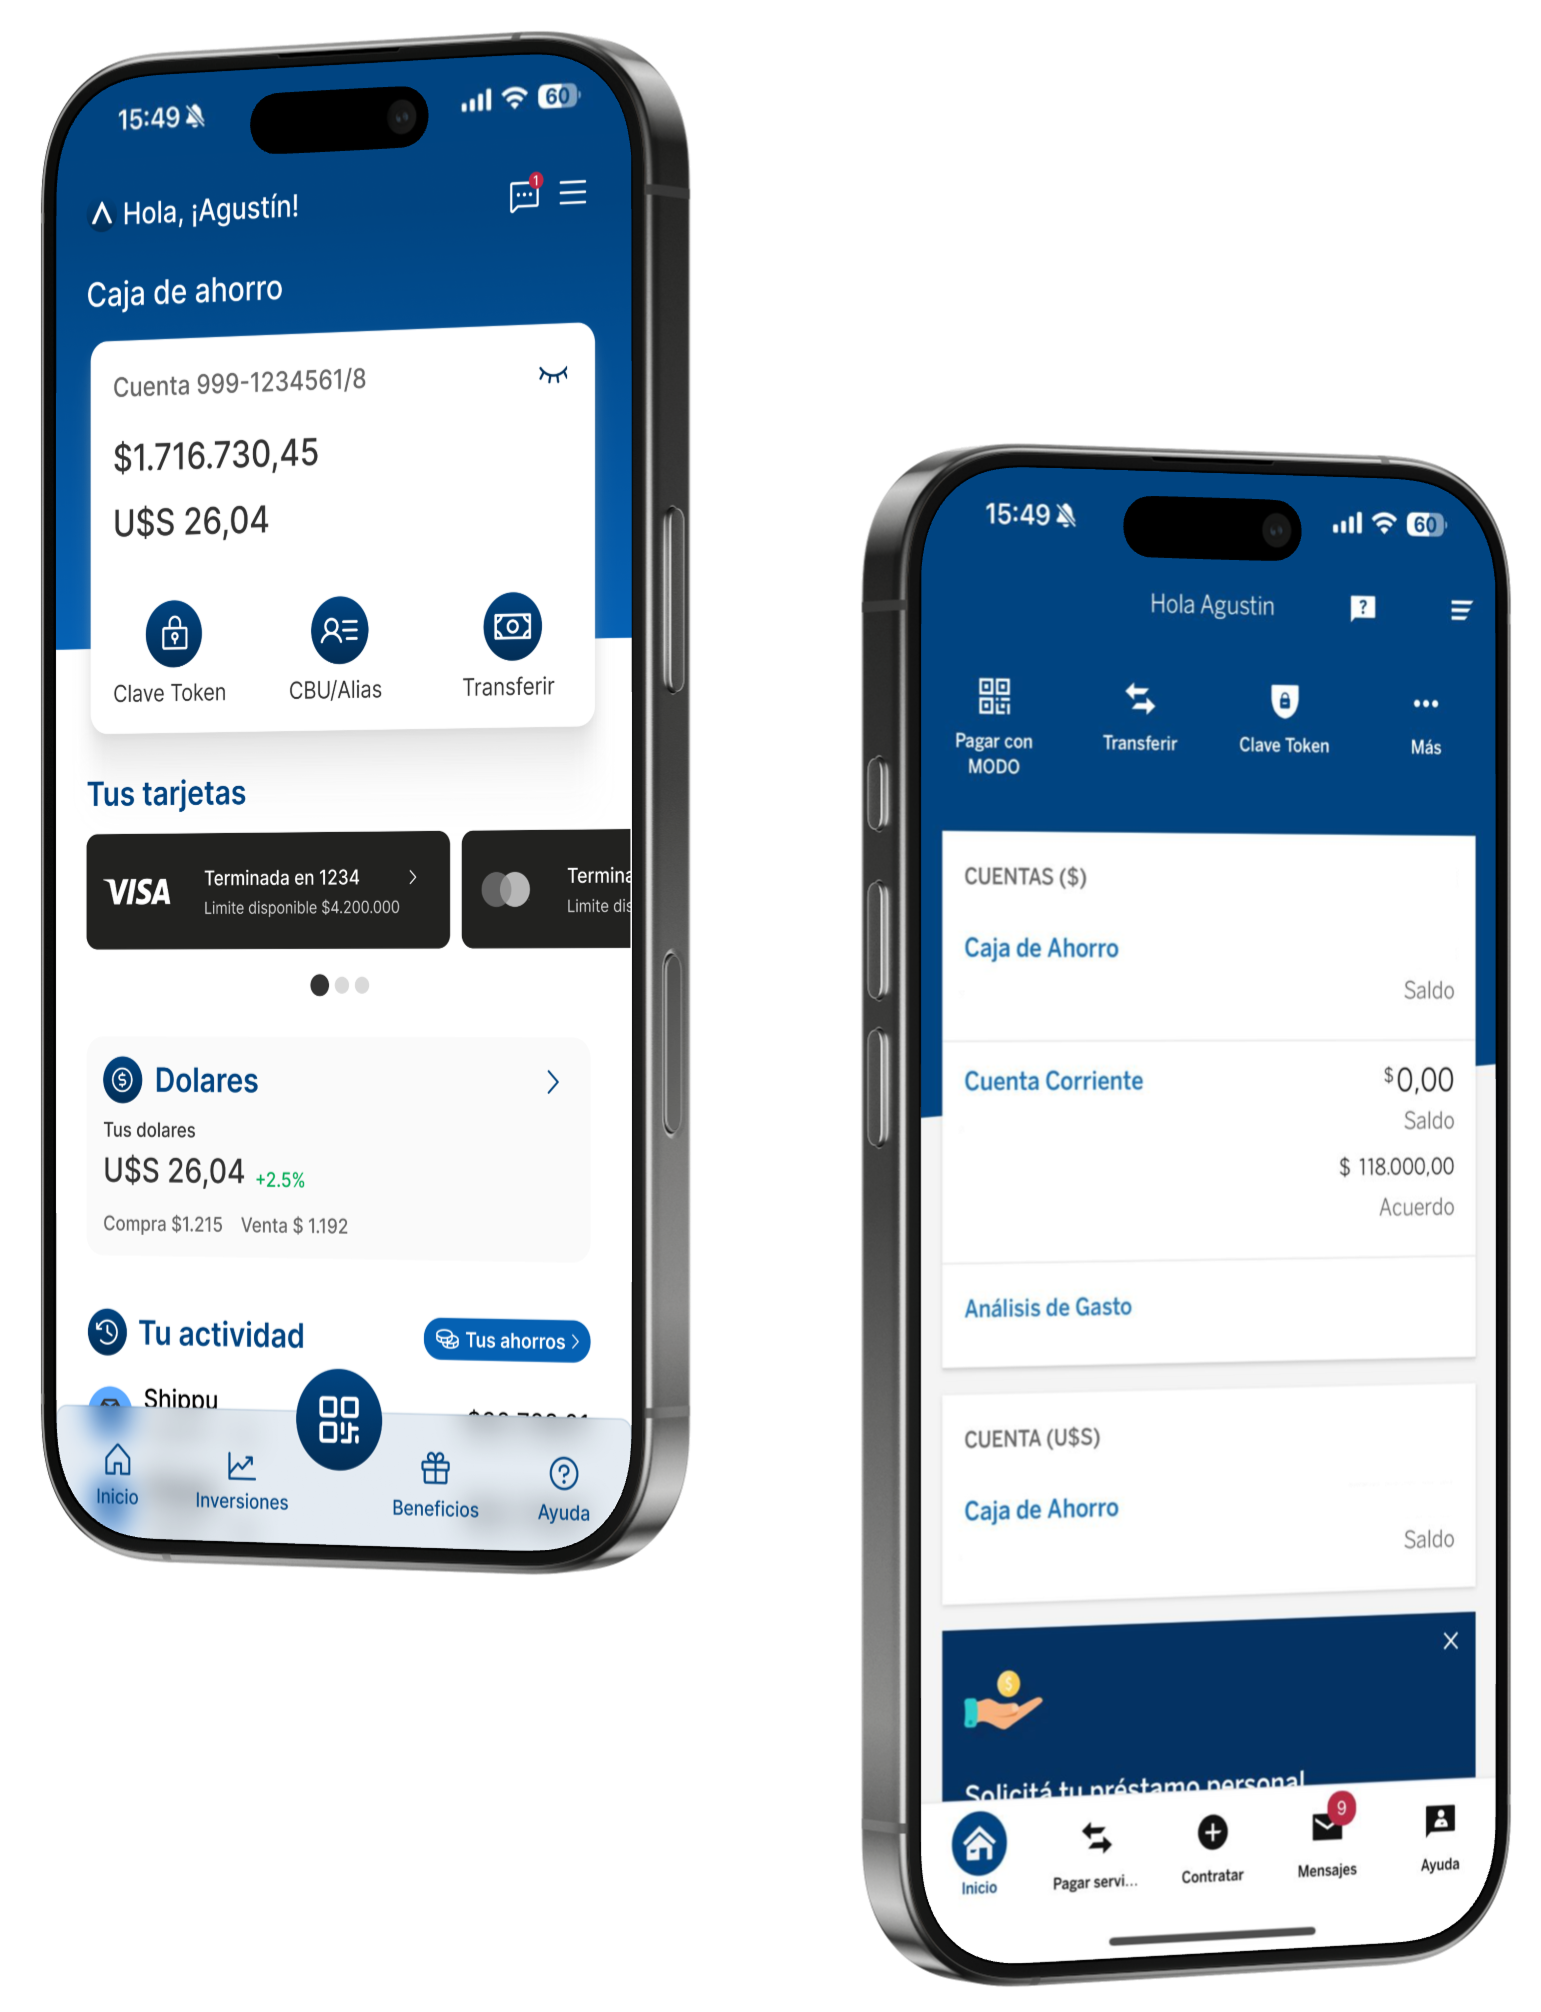 15:49
60
Hola, ¡Agustín!
1
Caja de ahorro
Cuenta 999-1234561/8
$1.716.730,45
U$S 26,04
Clave Token
CBU/Alias
Transferir
Tus tarjetas
VISA
Terminada en 1234
Limite disponible $4.200.000
Termina
Limite dis
Dolares
Tus dolares
U$S 26,04 +2.5%
Compra $1.215 Venta $ 1.192
Tu actividad
Tus ahorros
Shippu
Inicio
Inversiones
Beneficios
Ayuda
15:49
60
Hola Agustin
Pagar con
MODO
Transferir
Clave Token
Más
CUENTAS ($)
Caja de Ahorro
Saldo
Cuenta Corriente
$0,00
Saldo
$ 118.000,00
Acuerdo
Análisis de Gasto
CUENTA (U$S)
Caja de Ahorro
Saldo
Solicitá tu préstamo personal
Inicio
Pagar servi...
Contratar
9
Mensajes
Ayuda